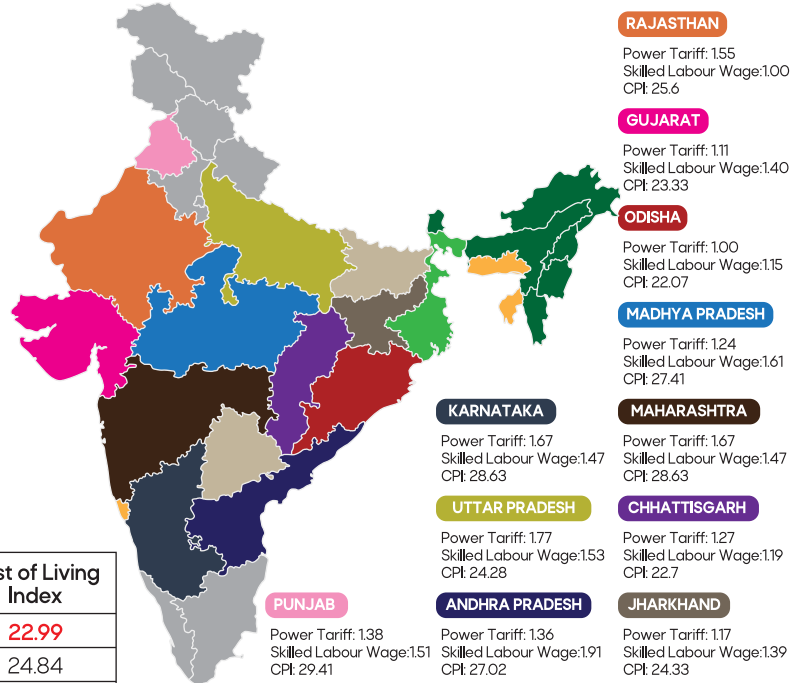 RAJASTHAN
Power Tariff: 1.55
Skilled Labour Wage:1.00
CPI: 25.6
GUJARAT
Power Tariff: 1.11
Skilled Labour Wage:1.40
CPI: 23.33
ODISHA
Power Tariff: 1.00
Skilled Labour Wage:1.15
CPI: 22.07
MADHYA PRADESH
Power Tariff: 1.24
Skilled Labour Wage:1.61
CPI: 27.41
KARNATAKA
Power Tariff: 1.67
Skilled Labour Wage:1.47
CPI: 28.63
MAHARASHTRA
Power Tariff: 1.67
Skilled Labour Wage:1.47
CPI: 28.63
UTTAR PRADESH
Power Tariff: 1.77
Skilled Labour Wage:1.53
CPI: 24.28
CHHATTISGARH
Power Tariff: 1.27
Skilled Labour Wage:1.19
CPI: 22.7
PUNJAB
Power Tariff: 1.38
Skilled Labour Wage:1.51
CPI: 29.41
ANDHRA PRADESH
Power Tariff: 1.36
Skilled Labour Wage:1.91
CPI: 27.02
JHARKHAND
Power Tariff: 1.17
Skilled Labour Wage:1.39
CPI: 24.33
st of Living
Index
22.99
24.84